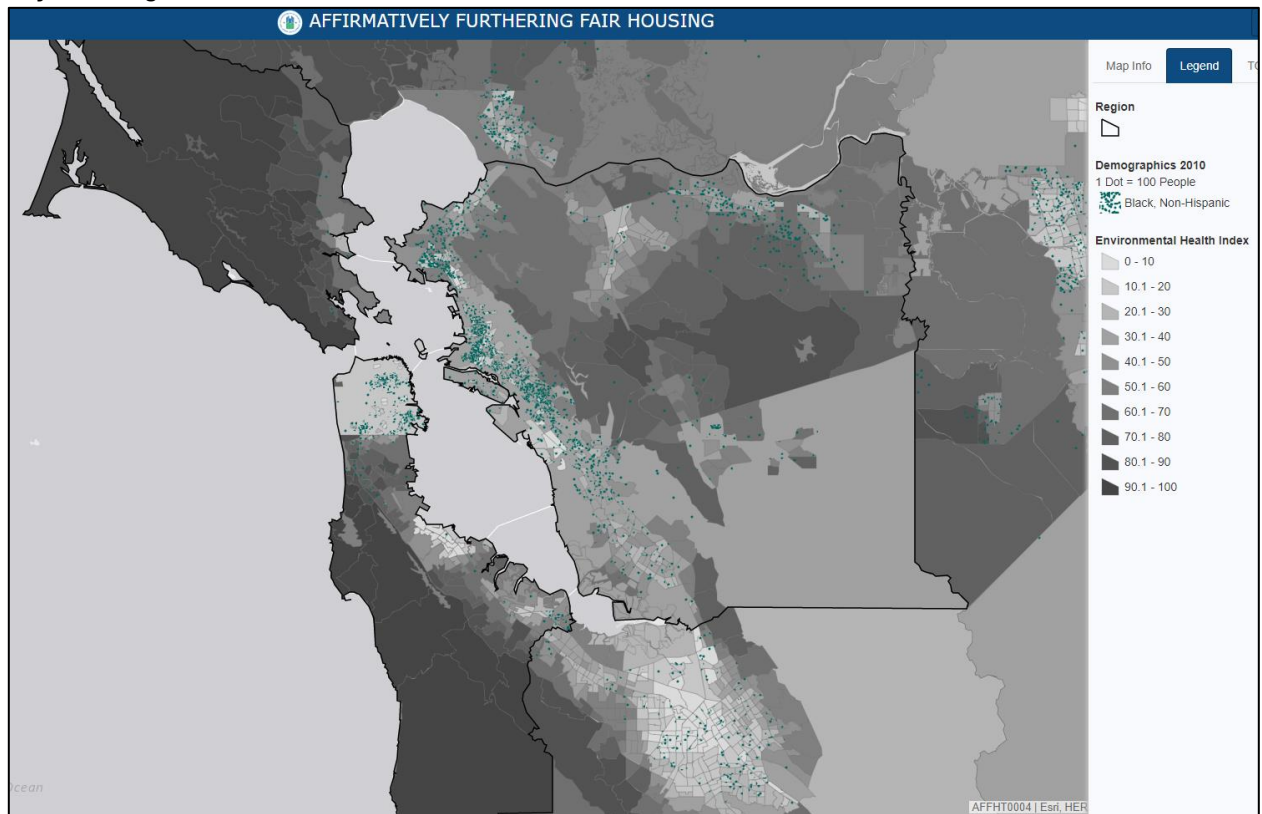 AFFIRMATIVELY FURTHERING FAIR HOUSING
Map Info Legend TO
Region
Demographics 2010
1 Dot = 100 People
Black, Non-Hispanic
Environmental Health Index
0 - 10
10.1 - 20
20.1 - 30
30.1 - 40
40.1 - 50
50.1 - 60
60.1 - 70
70.1 - 80
80.1 - 90
90.1 - 100
cean
AFFHT0004 | Esri, HER